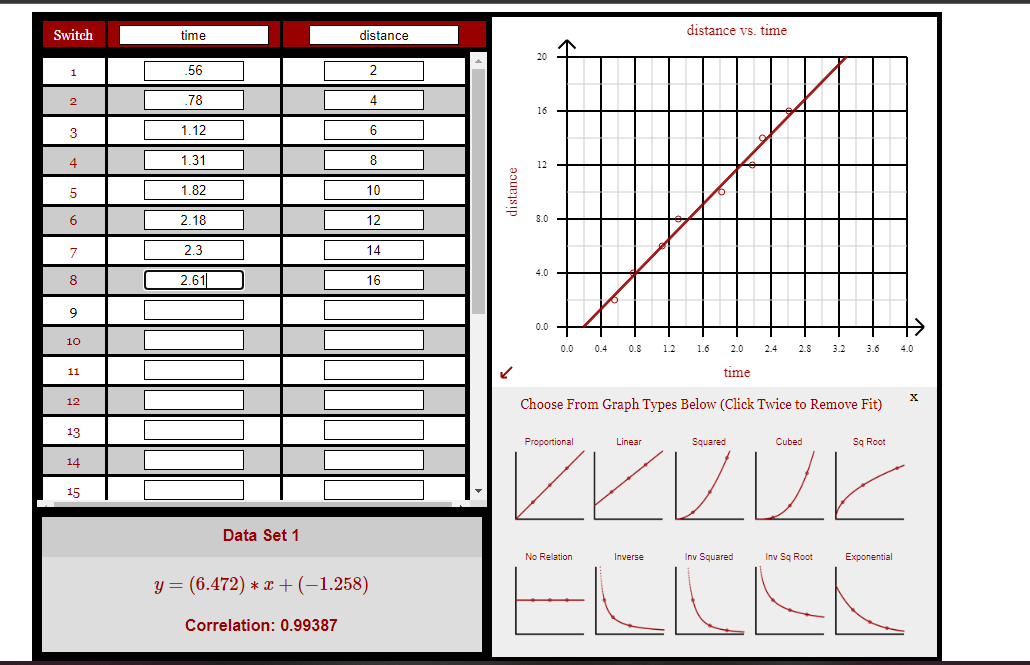 Switch time distance
1 .56 2
2 .78 4
3 1.12 6
4 1.31 8
5 1.82 10
6 2.18 12
7 2.3 14
8 2.61 16
9
10
11
12
13
14
15
Data Set 1
y = (6.472) * x + (−1.258)
Correlation: 0.99387
distance vs. time
20
16
12
8.0
4.0
0.0
distance
0.0 0.4 0.8 1.2 1.6 2.0 2.4 2.8 3.2 3.6 4.0
time
Choose From Graph Types Below (Click Twice to Remove Fit) x
Proportional Linear Squared Cubed Sq Root
No Relation Inverse Inv Squared Inv Sq Root Exponential